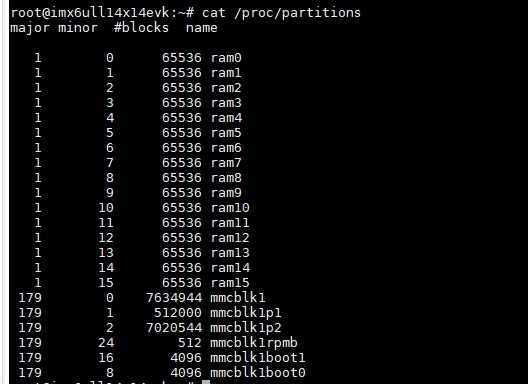 root@imx6ull14x14evk:~# cat /proc/partitions
major minor  #blocks  name
1 0 65536 ram0
1 1 65536 ram1
1 2 65536 ram2
1 3 65536 ram3
1 4 65536 ram4
1 5 65536 ram5
1 6 65536 ram6
1 7 65536 ram7
1 8 65536 ram8
1 9 65536 ram9
1 10 65536 ram10
1 11 65536 ram11
1 12 65536 ram12
1 13 65536 ram13
1 14 65536 ram14
1 15 65536 ram15
179 0 7634944 mmcblk1
179 1 512000 mmcblk1p1
179 2 7020544 mmcblk1p2
179 24 512 mmcblk1rpmb
179 16 4096 mmcblk1boot1
179 8 4096 mmcblk1boot0